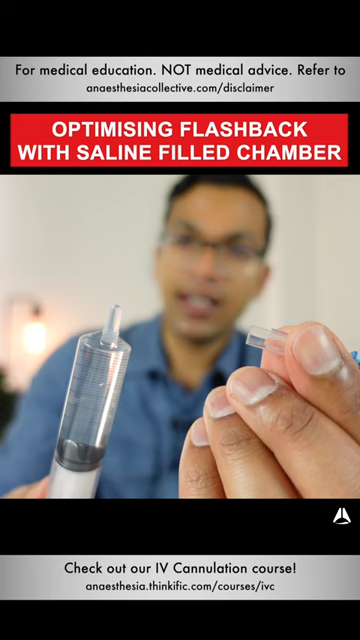 For medical education. NOT medical advice. Refer to
anaesthesiacollective.com/disclaimer
OPTIMISING FLASHBACK
WITH SALINE FILLED CHAMBER
Check out our IV Cannulation course!
anaesthesia.thinkific.com/courses/ivc